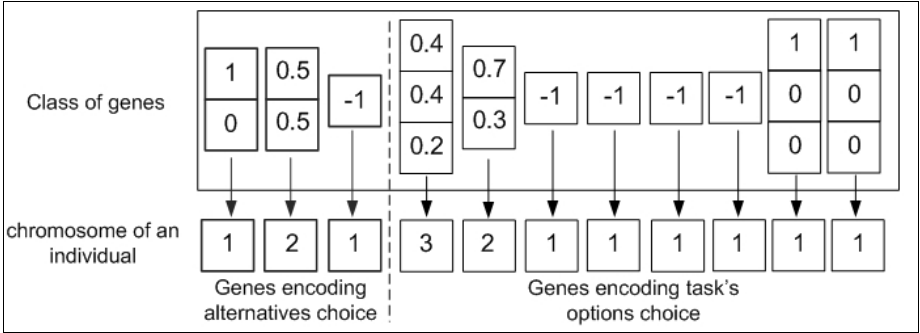 1 0.5 0.4 0.7 1 1
0 0.5 -1 0.4 0.3 -1 -1 -1 -1 0 0
0.2 0 0
Class of genes
chromosome of an
individual
1 2 1 3 2 1 1 1 1 1 1
Genes encoding
alternatives choice
Genes encoding task's
options choice